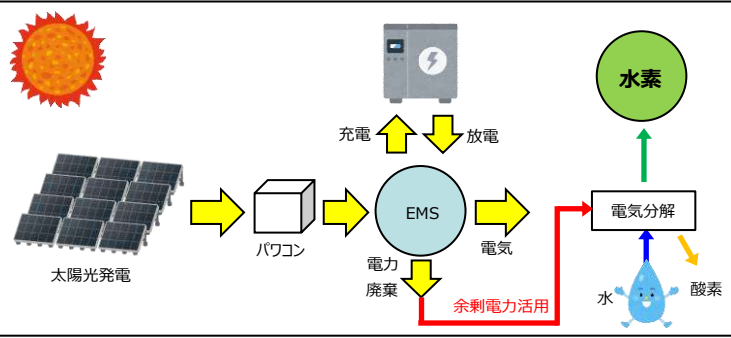 水素
充電
放電
EMS
電気分解
パワコン
電気
太陽光発電
電力
廃棄
余剰電力活用
水
酸素